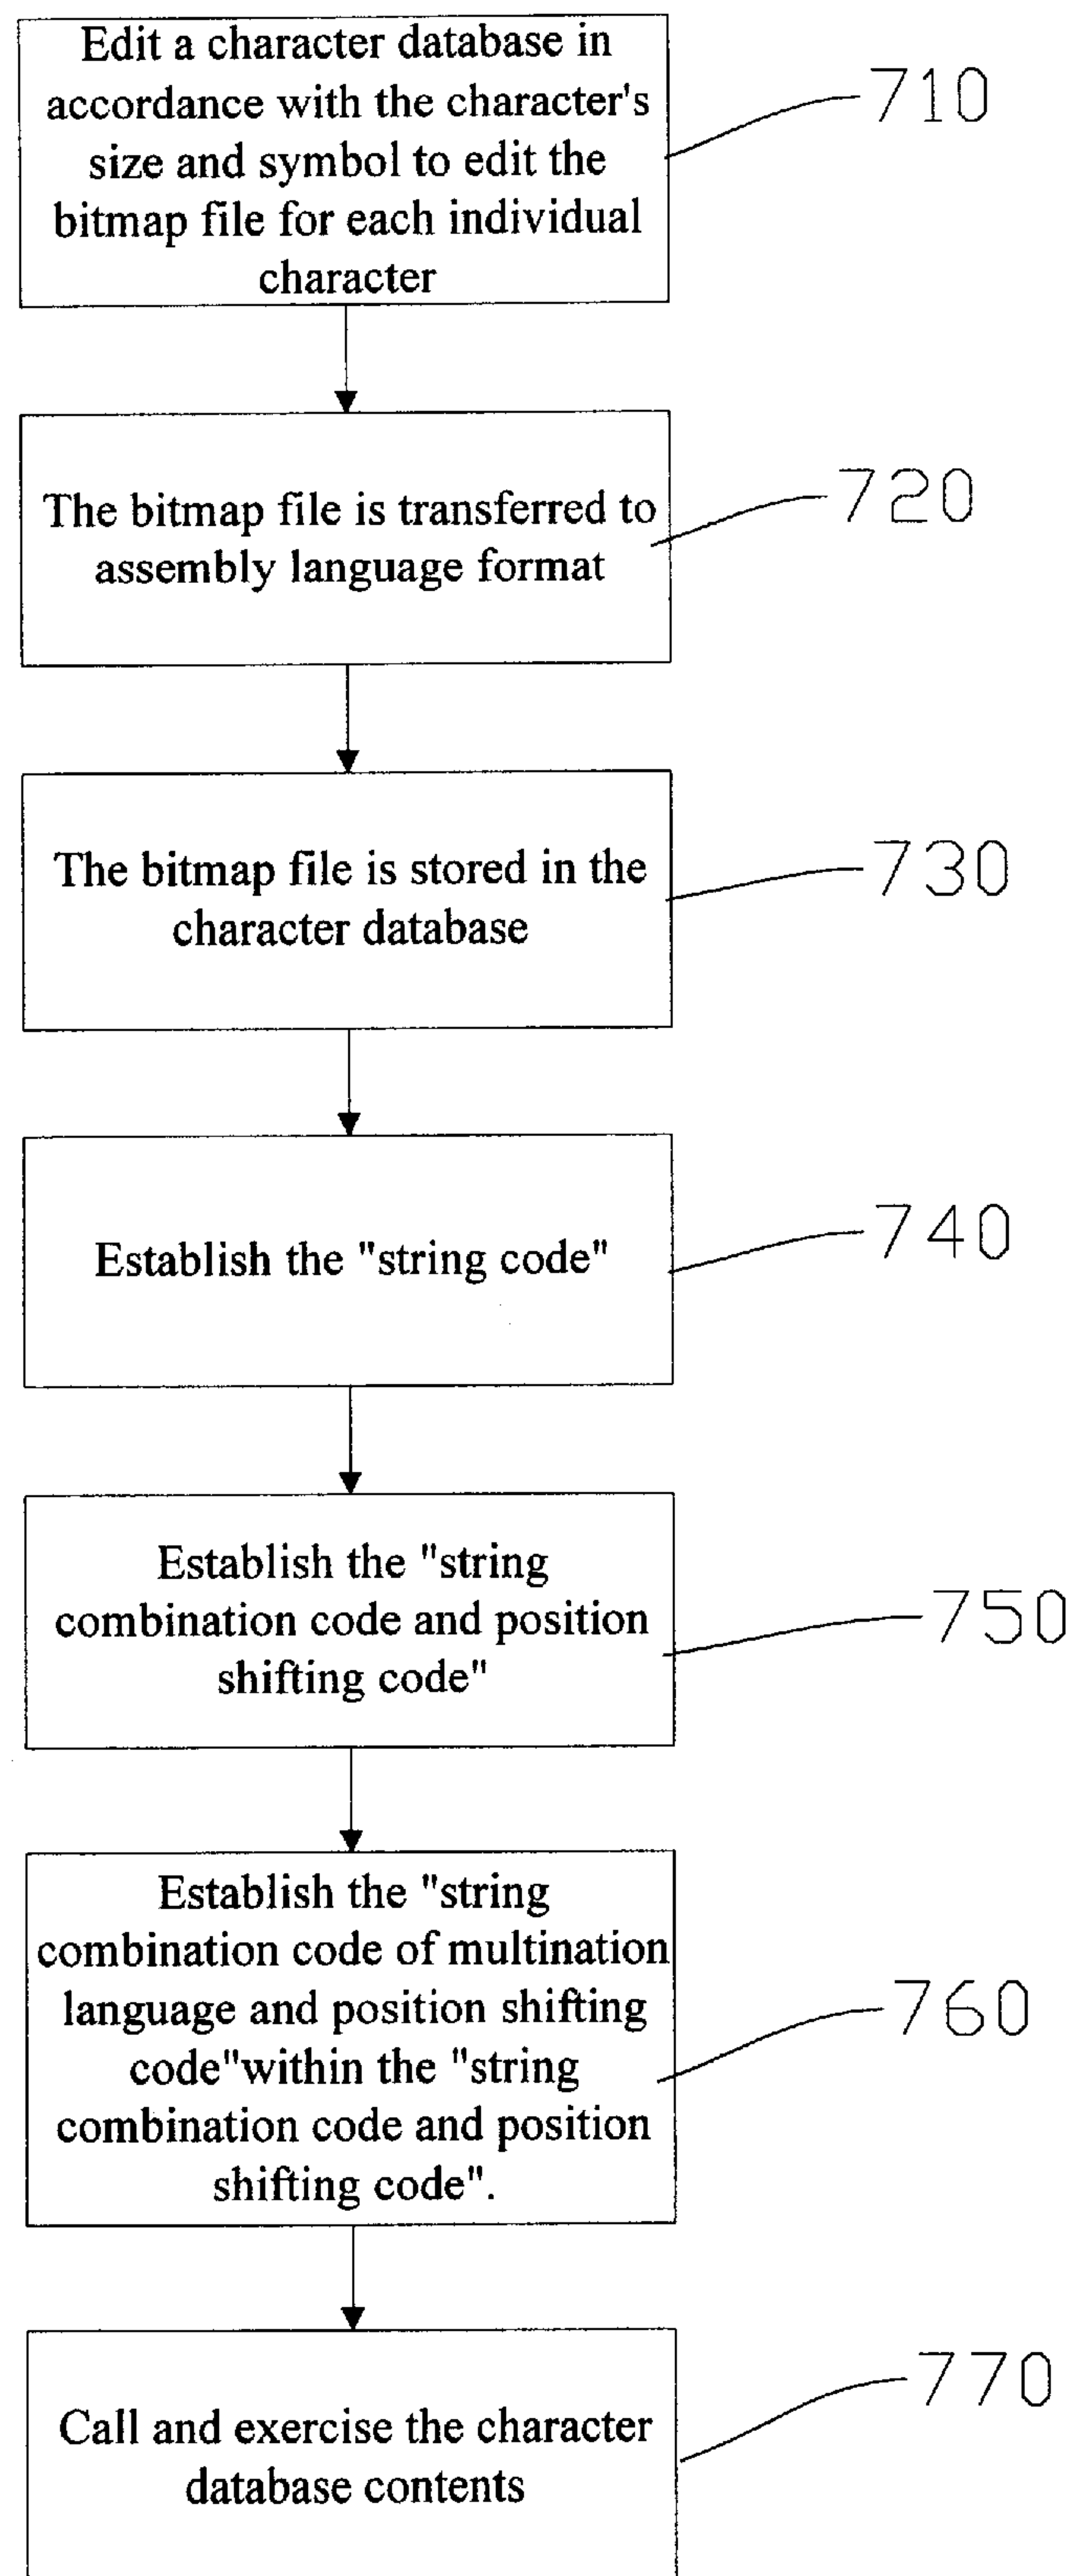 Edit a character database in
accordance with the character's
size and symbol to edit the
bitmap file for each individual
character
710
The bitmap file is transferred to
assembly language format
720
The bitmap file is stored in the
character database
730
Establish the "string code"
740
Establish the "string
combination code and position
shifting code"
750
Establish the "string
combination code of multination
language and position shifting
code"within the "string
combination code and position
shifting code".
760
Call and exercise the character
database contents
770